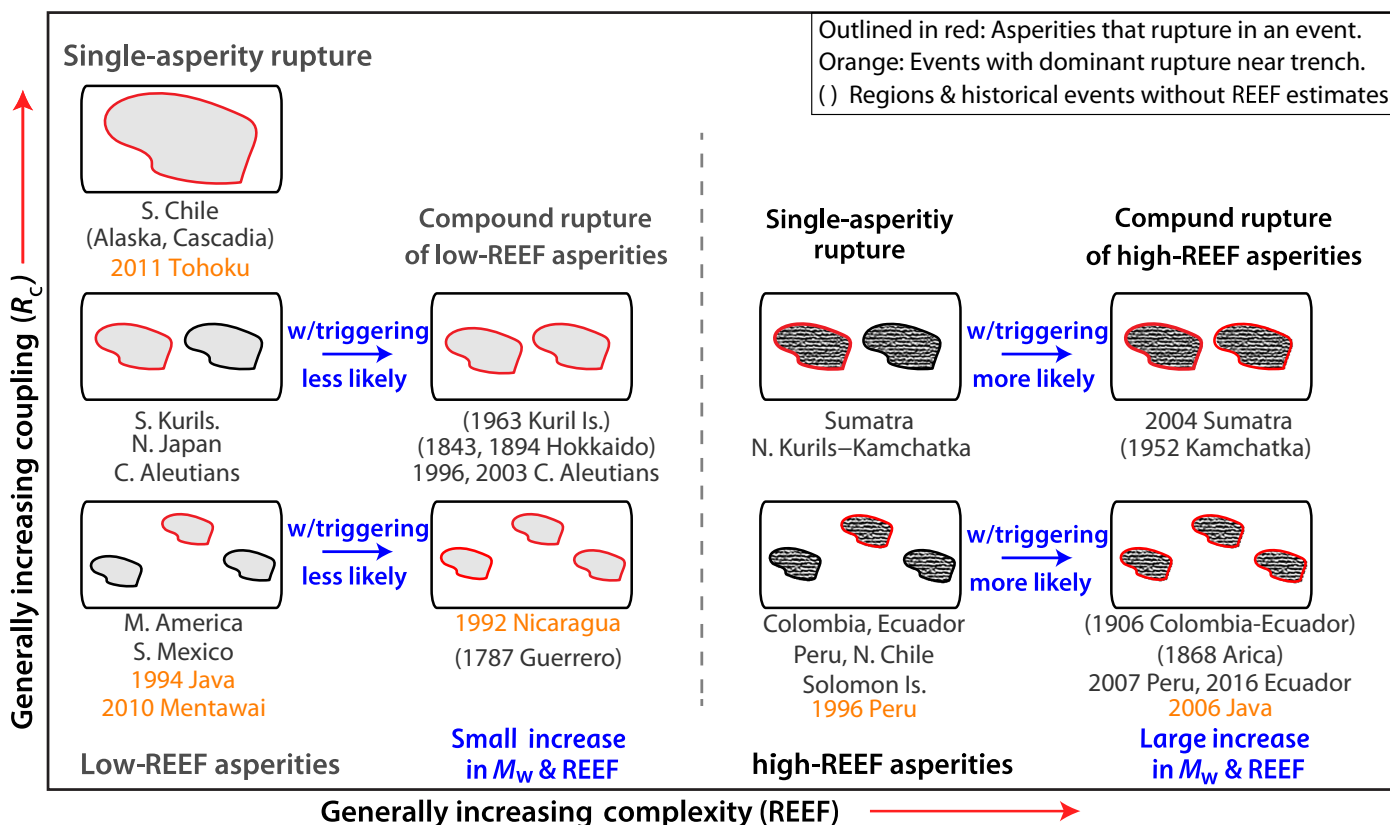 Outlined in red: Asperities that rupture in an event.
Orange: Events with dominant rupture near trench.
( ) Regions & historical events without REEF estimates
Single-asperity rupture
S. Chile
(Alaska, Cascadia)
2011 Tohoku
Compound rupture
of low-REEF asperities
Single-asperitiy
rupture
Compund rupture
of high-REEF asperities
w/triggering
less likely
w/triggering
more likely
S. Kurils.
N. Japan
C. Aleutians
(1963 Kuril Is.)
(1843, 1894 Hokkaido)
1996, 2003 C. Aleutians
Sumatra
N. Kurils–Kamchatka
2004 Sumatra
(1952 Kamchatka)
w/triggering
less likely
w/triggering
more likely
M. America
S. Mexico
1994 Java
2010 Mentawai
1992 Nicaragua
(1787 Guerrero)
Colombia, Ecuador
Peru, N. Chile
Solomon Is.
1996 Peru
(1906 Colombia-Ecuador)
(1868 Arica)
2007 Peru, 2016 Ecuador
2006 Java
Low-REEF asperities
Small increase
in Mw & REEF
high-REEF asperities
Large increase
in Mw & REEF
Generally increasing coupling (Rc)
Generally increasing complexity (REEF)